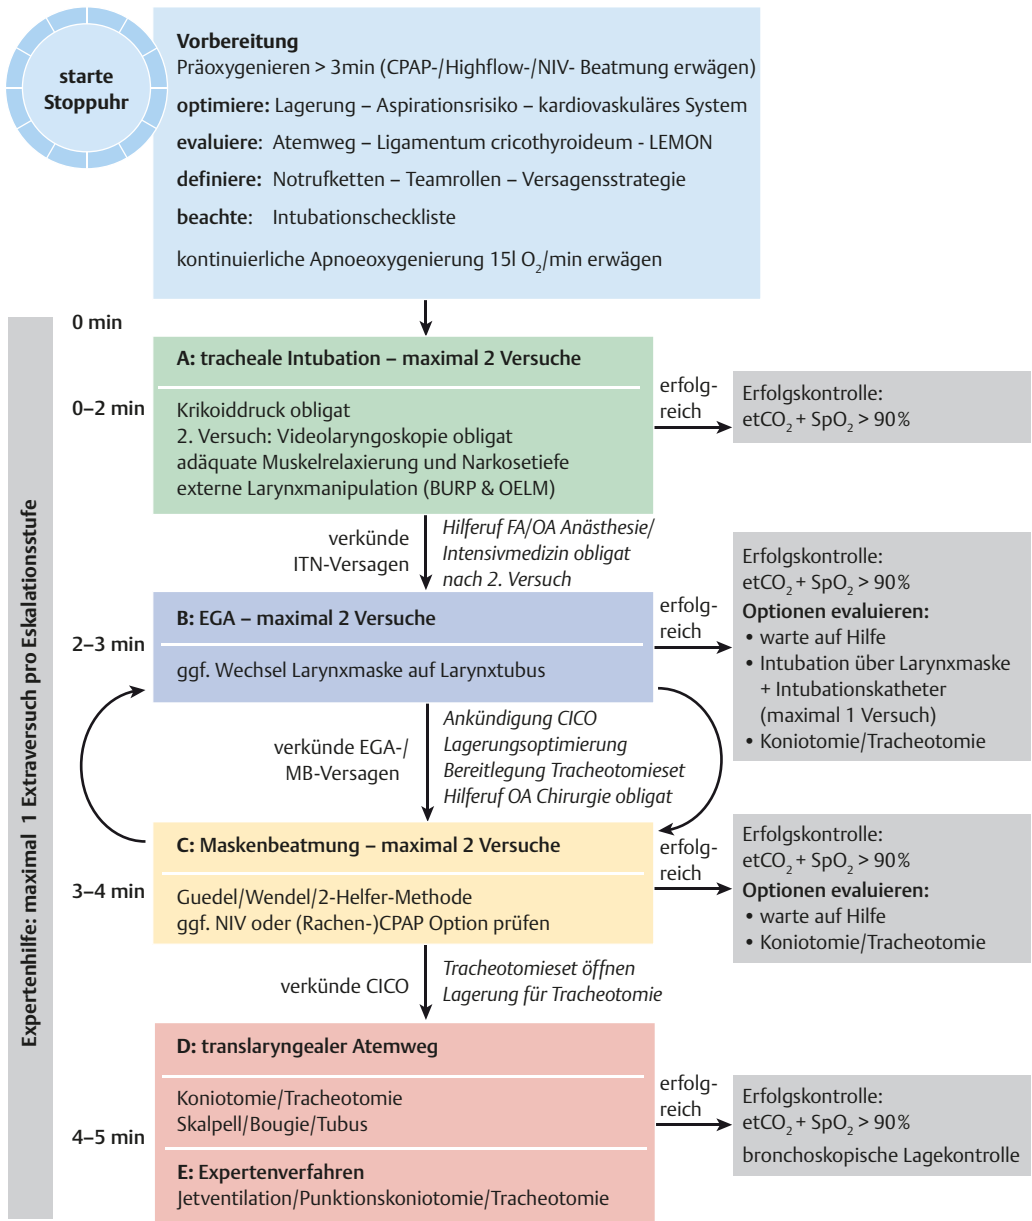 starte
Stoppuhr
Vorbereitung
Präoxygenieren > 3min (CPAP-/Highflow-/NIV- Beatmung erwägen)
optimiere: Lagerung – Aspirationsrisiko – kardiovaskuläres System
evaluiere: Atemweg – Ligamentum cricothyroideum - LEMON
definiere: Notrufketten – Teamrollen – Versagensstrategie
beachte: Intubationscheckliste
kontinuierliche Apnoeoxygenierung 15l O₂/min erwägen
Expertenhilfe: maximal 1 Extraversuch pro Eskalationsstufe
0 min
0–2 min
A: tracheale Intubation – maximal 2 Versuche
Krikoiddruck obligat
2. Versuch: Videolaryngoskopie obligat
adäquate Muskelrelaxierung und Narkosetiefe
externe Larynxmanipulation (BURP & OELM)
erfolg-
reich
Erfolgskontrolle:
etCO₂ + SpO₂ > 90%
verkünde
ITN-Versagen
Hilferuf FA/OA Anästhesie/
Intensivmedizin obligat
nach 2. Versuch
2–3 min
B: EGA – maximal 2 Versuche
ggf. Wechsel Larynxmaske auf Larynxtubus
erfolg-
reich
Erfolgskontrolle:
etCO₂ + SpO₂ > 90%
Optionen evaluieren:
• warte auf Hilfe
• Intubation über Larynxmaske
+ Intubationskatheter
(maximal 1 Versuch)
• Koniotomie/Tracheotomie
verkünde EGA-/
MB-Versagen
Ankündigung CICO
Lagerungsoptimierung
Bereitlegung Tracheotomieset
Hilferuf OA Chirurgie obligat
3–4 min
C: Maskenbeatmung – maximal 2 Versuche
Guedel/Wendel/2-Helfer-Methode
ggf. NIV oder (Rachen-)CPAP Option prüfen
erfolg-
reich
Erfolgskontrolle:
etCO₂ + SpO₂ > 90%
Optionen evaluieren:
• warte auf Hilfe
• Koniotomie/Tracheotomie
verkünde CICO
Tracheotomieset öffnen
Lagerung für Tracheotomie
4–5 min
D: translaryngealer Atemweg
Koniotomie/Tracheotomie
Skalpell/Bougie/Tubus
E: Expertenverfahren
Jetventilation/Punktionskoniotomie/Tracheotomie
erfolg-
reich
Erfolgskontrolle:
etCO₂ + SpO₂ > 90%
bronchoskopische Lagekontrolle